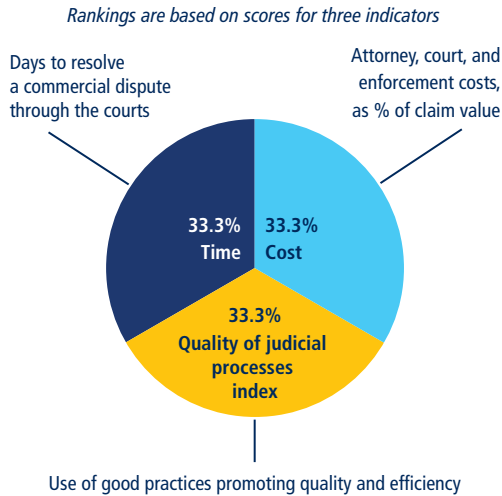 Rankings are based on scores for three indicators
Days to resolve
a commercial dispute
through the courts
Attorney, court, and
enforcement costs,
as % of claim value
33.3%
Time
33.3%
Cost
33.3%
Quality of judicial
processes
index
Use of good practices promoting quality and efficiency